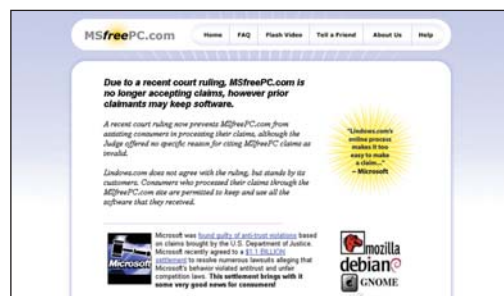 MSfreePC.com
Home FAQ Flash Video Tell a Friend About Us Help
Due to a recent court ruling, MSfreePC.com is
no longer accepting claims, however prior
claimants may keep software.
A recent court ruling now prevents MSfreePC.com from
assisting consumers in processing their claims, although the
Judge offered no specific reason for citing MSfreePC claims as
invalid.
Lindows.com does not agree with the ruling, but stands by its
customers. Consumers who processed their claims through the
MSfreePC.com site are permitted to keep and use all the
software that they received.
"Lindows.com's
online process
makes it too
easy to make
a claim..."
~ Microsoft
Microsoft
Microsoft was found guilty of anti-trust violations based
on claims brought by the U.S. Department of Justice.
Microsoft recently agreed to a $1.1 BILLION
settlement to resolve numerous lawsuits alleging that
Microsoft's behavior violated antitrust and unfair
competition laws. This settlement brings with it
some very good news for consumers!
mozilla
debian
GNOME